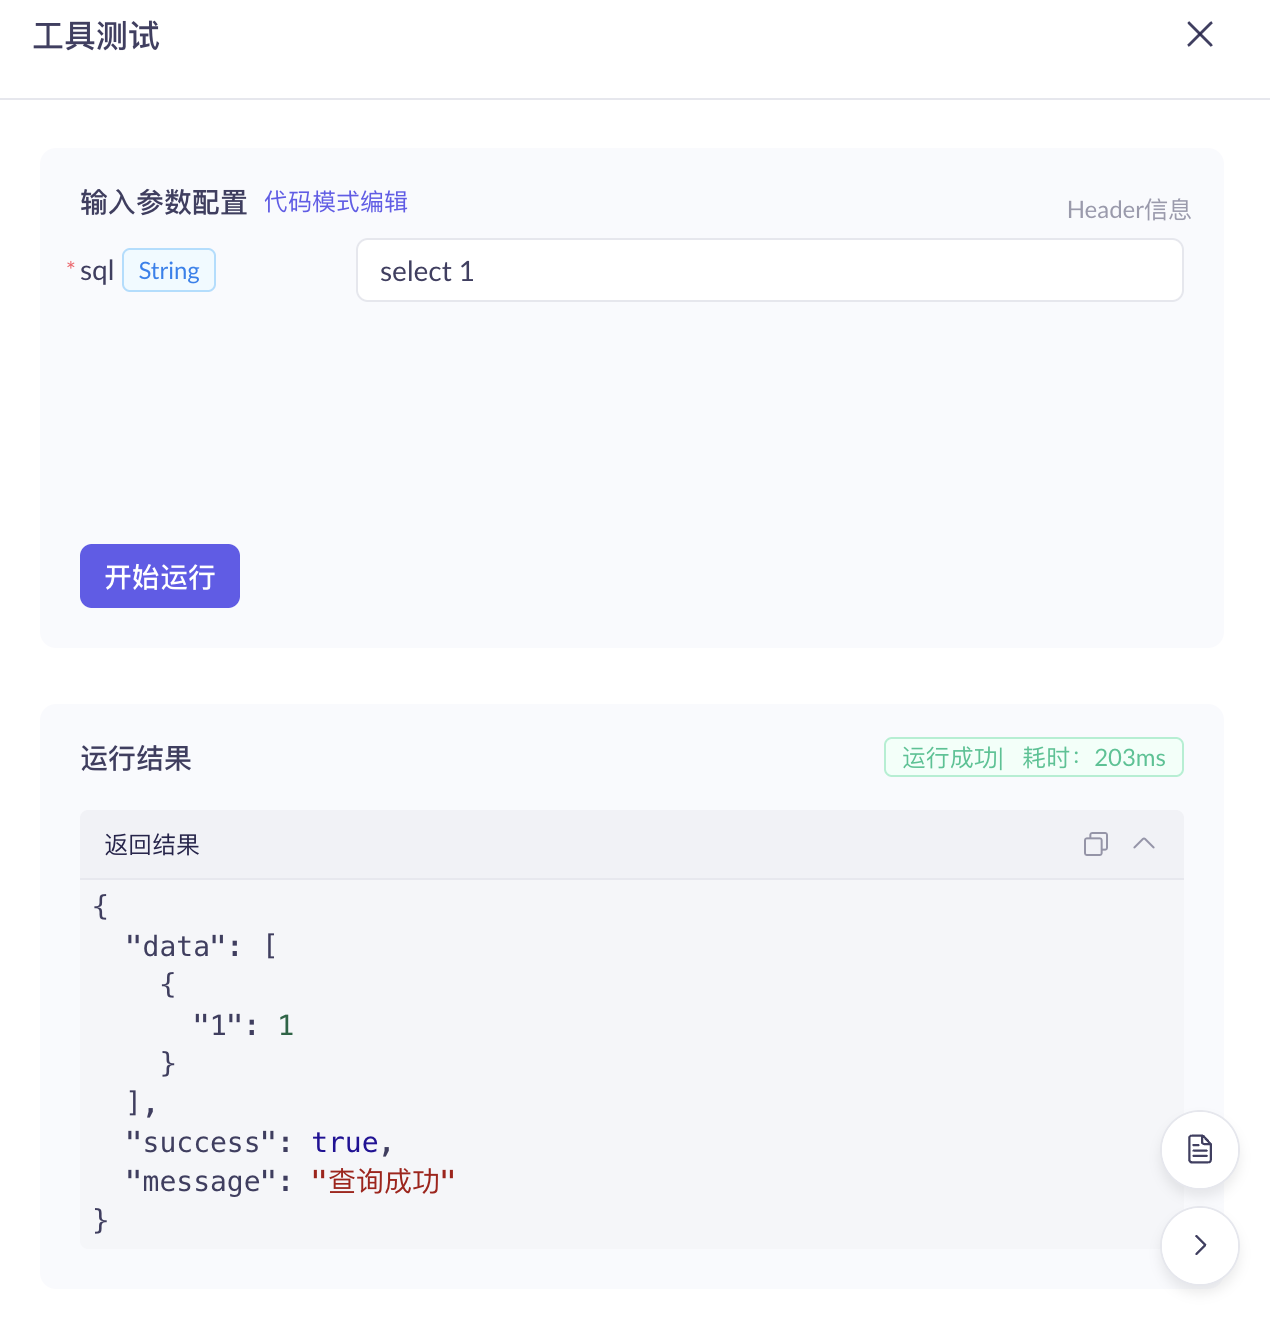 工具测试
输入参数配置 代码模式编辑
Header信息
* sql String select 1
开始运行
运行结果 运行成功| 耗时：203ms
返回结果
{
  "data": [
    {
      "1": 1
    }
  ],
  "success": true,
  "message": "查询成功"
}